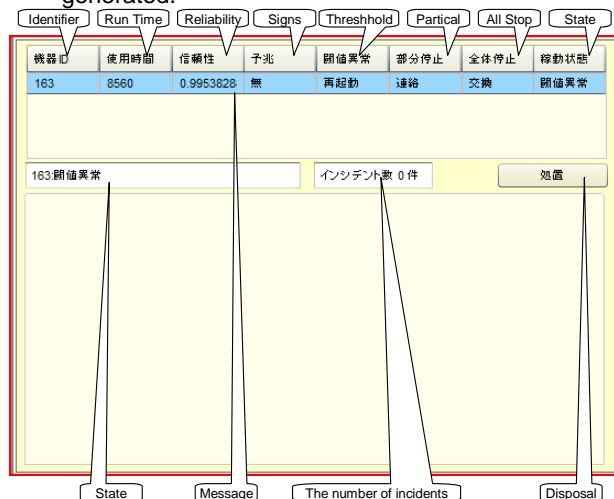 generated.
Identifier Run Time Reliability Signs Threshhold Partical All Stop State
機器ID 使用時間 信頼性 予兆 閾値異常 部分停止 全体停止 稼動状態
163 8560 0.9953828 無 再起動 連絡 交換 閾値異常
163:閾値異常 インシデント数 0 件 処置
State Message The number of incidents Disposal